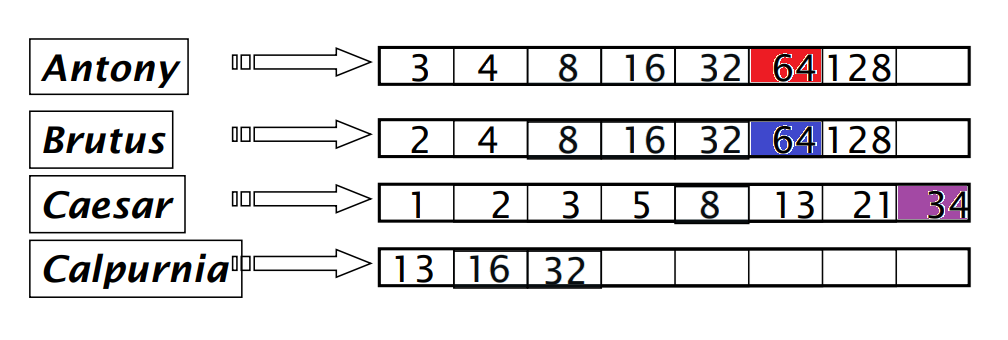 Antony 3 4 8 16 32 64 128
Brutus 2 4 8 16 32 64 128
Caesar 1 2 3 5 8 13 21 34
Calpurnia 13 16 32